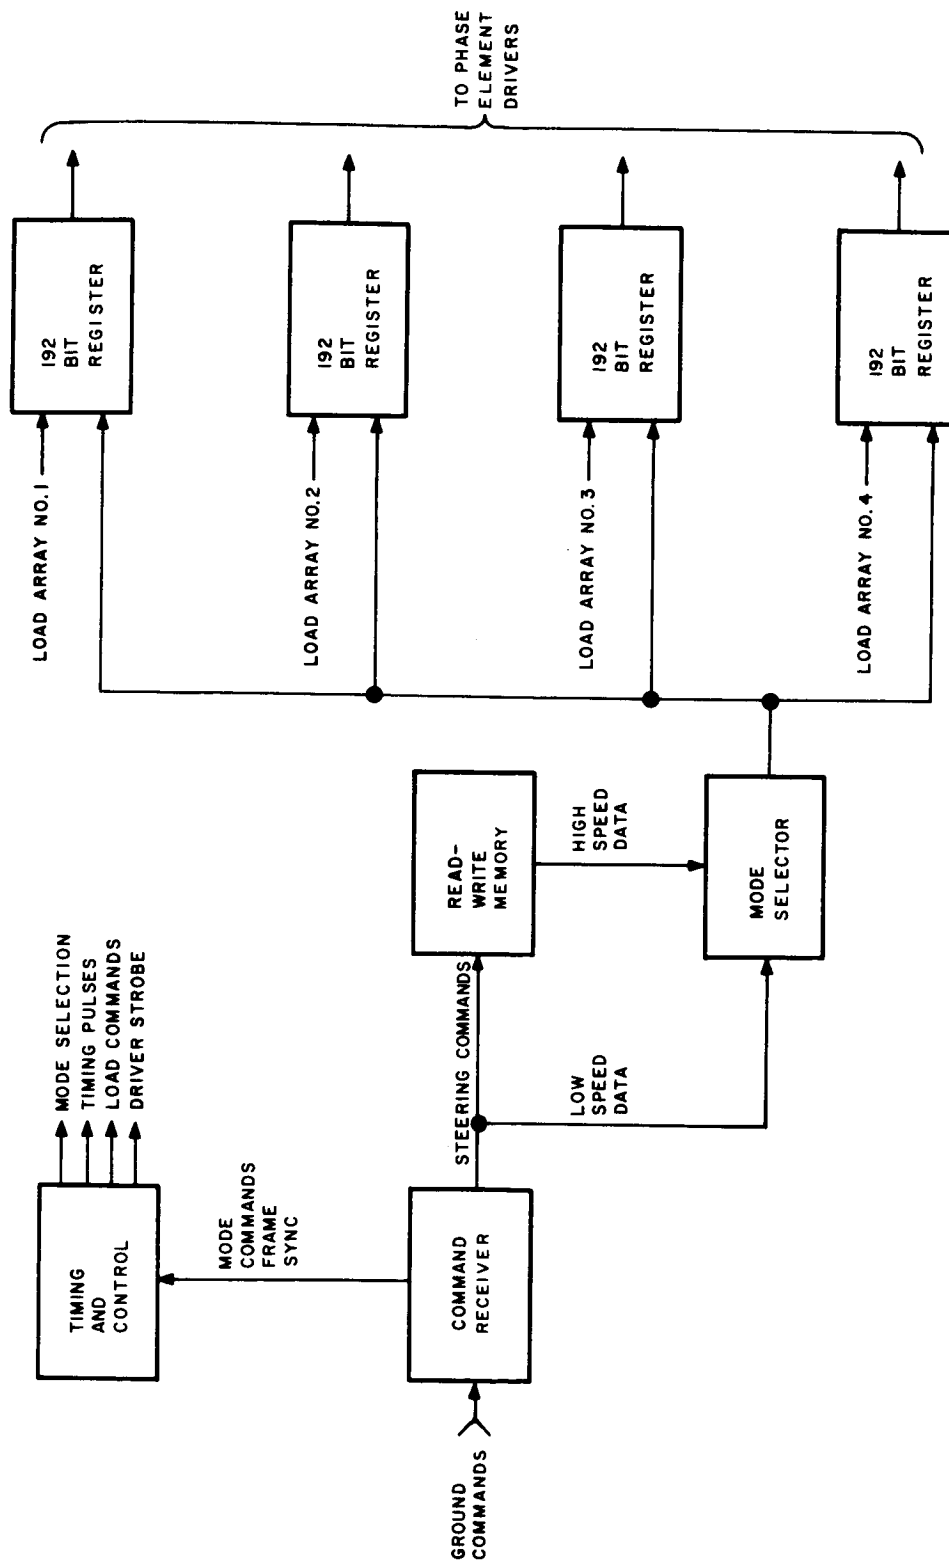 GROUND
COMMANDS
COMMAND
RECEIVER
MODE
COMMANDS
FRAME
SYNC
TIMING
AND
CONTROL
MODE SELECTION
TIMING PULSES
LOAD COMMANDS
DRIVER STROBE
STEERING COMMANDS
LOW
SPEED
DATA
READ-
WRITE
MEMORY
HIGH
SPEED
DATA
MODE
SELECTOR
LOAD ARRAY NO.1
192
BIT
REGISTER
LOAD ARRAY NO.2
192
BIT
REGISTER
LOAD ARRAY NO.3
192
BIT
REGISTER
LOAD ARRAY NO.4
192
BIT
REGISTER
TO PHASE
ELEMENT
DRIVERS